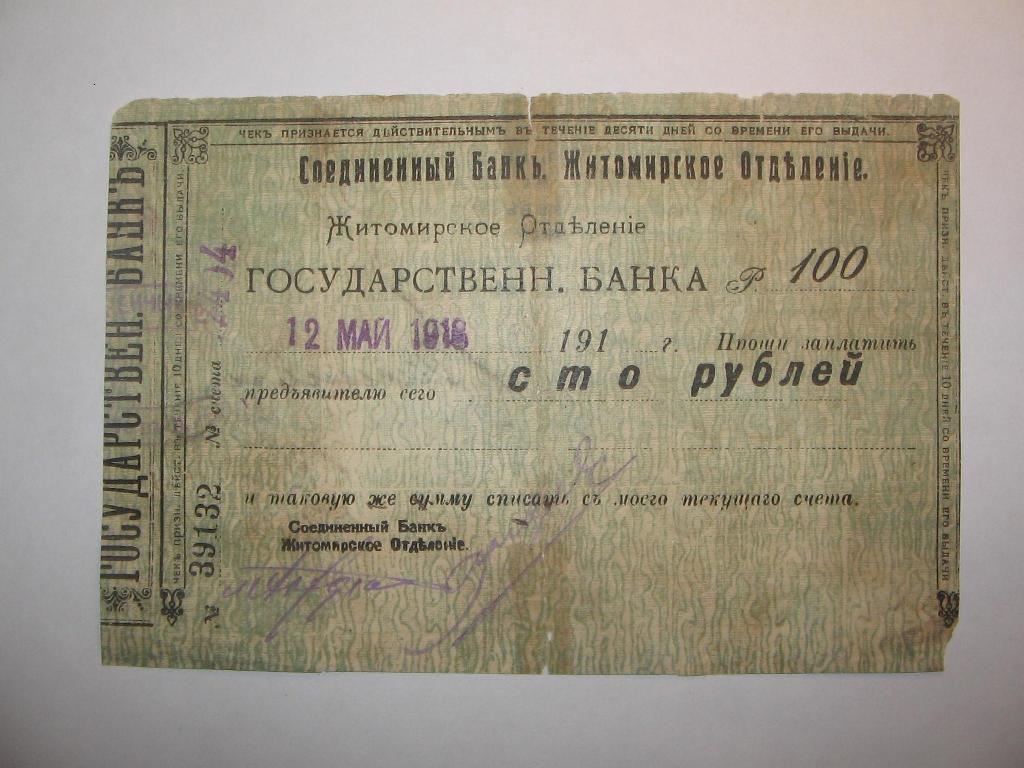 ЧЕКЪ ПРИЗНАЕТСЯ ДѢЙСТВИТЕЛЬНЫМЪ ВЪ ТЕЧЕНІЕ ДЕСЯТИ ДНЕЙ СО ВРЕМЕНИ ЕГО ВЫДАЧИ.
Соединенный Банкъ. Житомирское Отдѣленіе.
Житомирское Отдѣленіе
ГОСУДАРСТВЕНН. БАНКА Р. 100
12 МАЙ 1918 191 г. Прошу заплатить
предъявителю сего сто рублей
и таковую же сумму списать съ моего текущаго счета.
Соединенный Банкъ
Житомирское Отдѣленіе.
ГОСУДАРСТВЕН. БАНКЪ
ЧЕКЪ ПРИЗН. ДѢЙСТ. ВЪ ТЕЧЕНІЕ 10 ДНЕЙ СО ВРЕМЕНИ ЕГО ВЫДАЧИ
№ 39132 № счета
ЧЕКЪ ПРИЗН. ДѢЙСТ. ВЪ ТЕЧЕНІЕ 10 ДНЕЙ СО ВРЕМЕНИ ЕГО ВЫДАЧИ